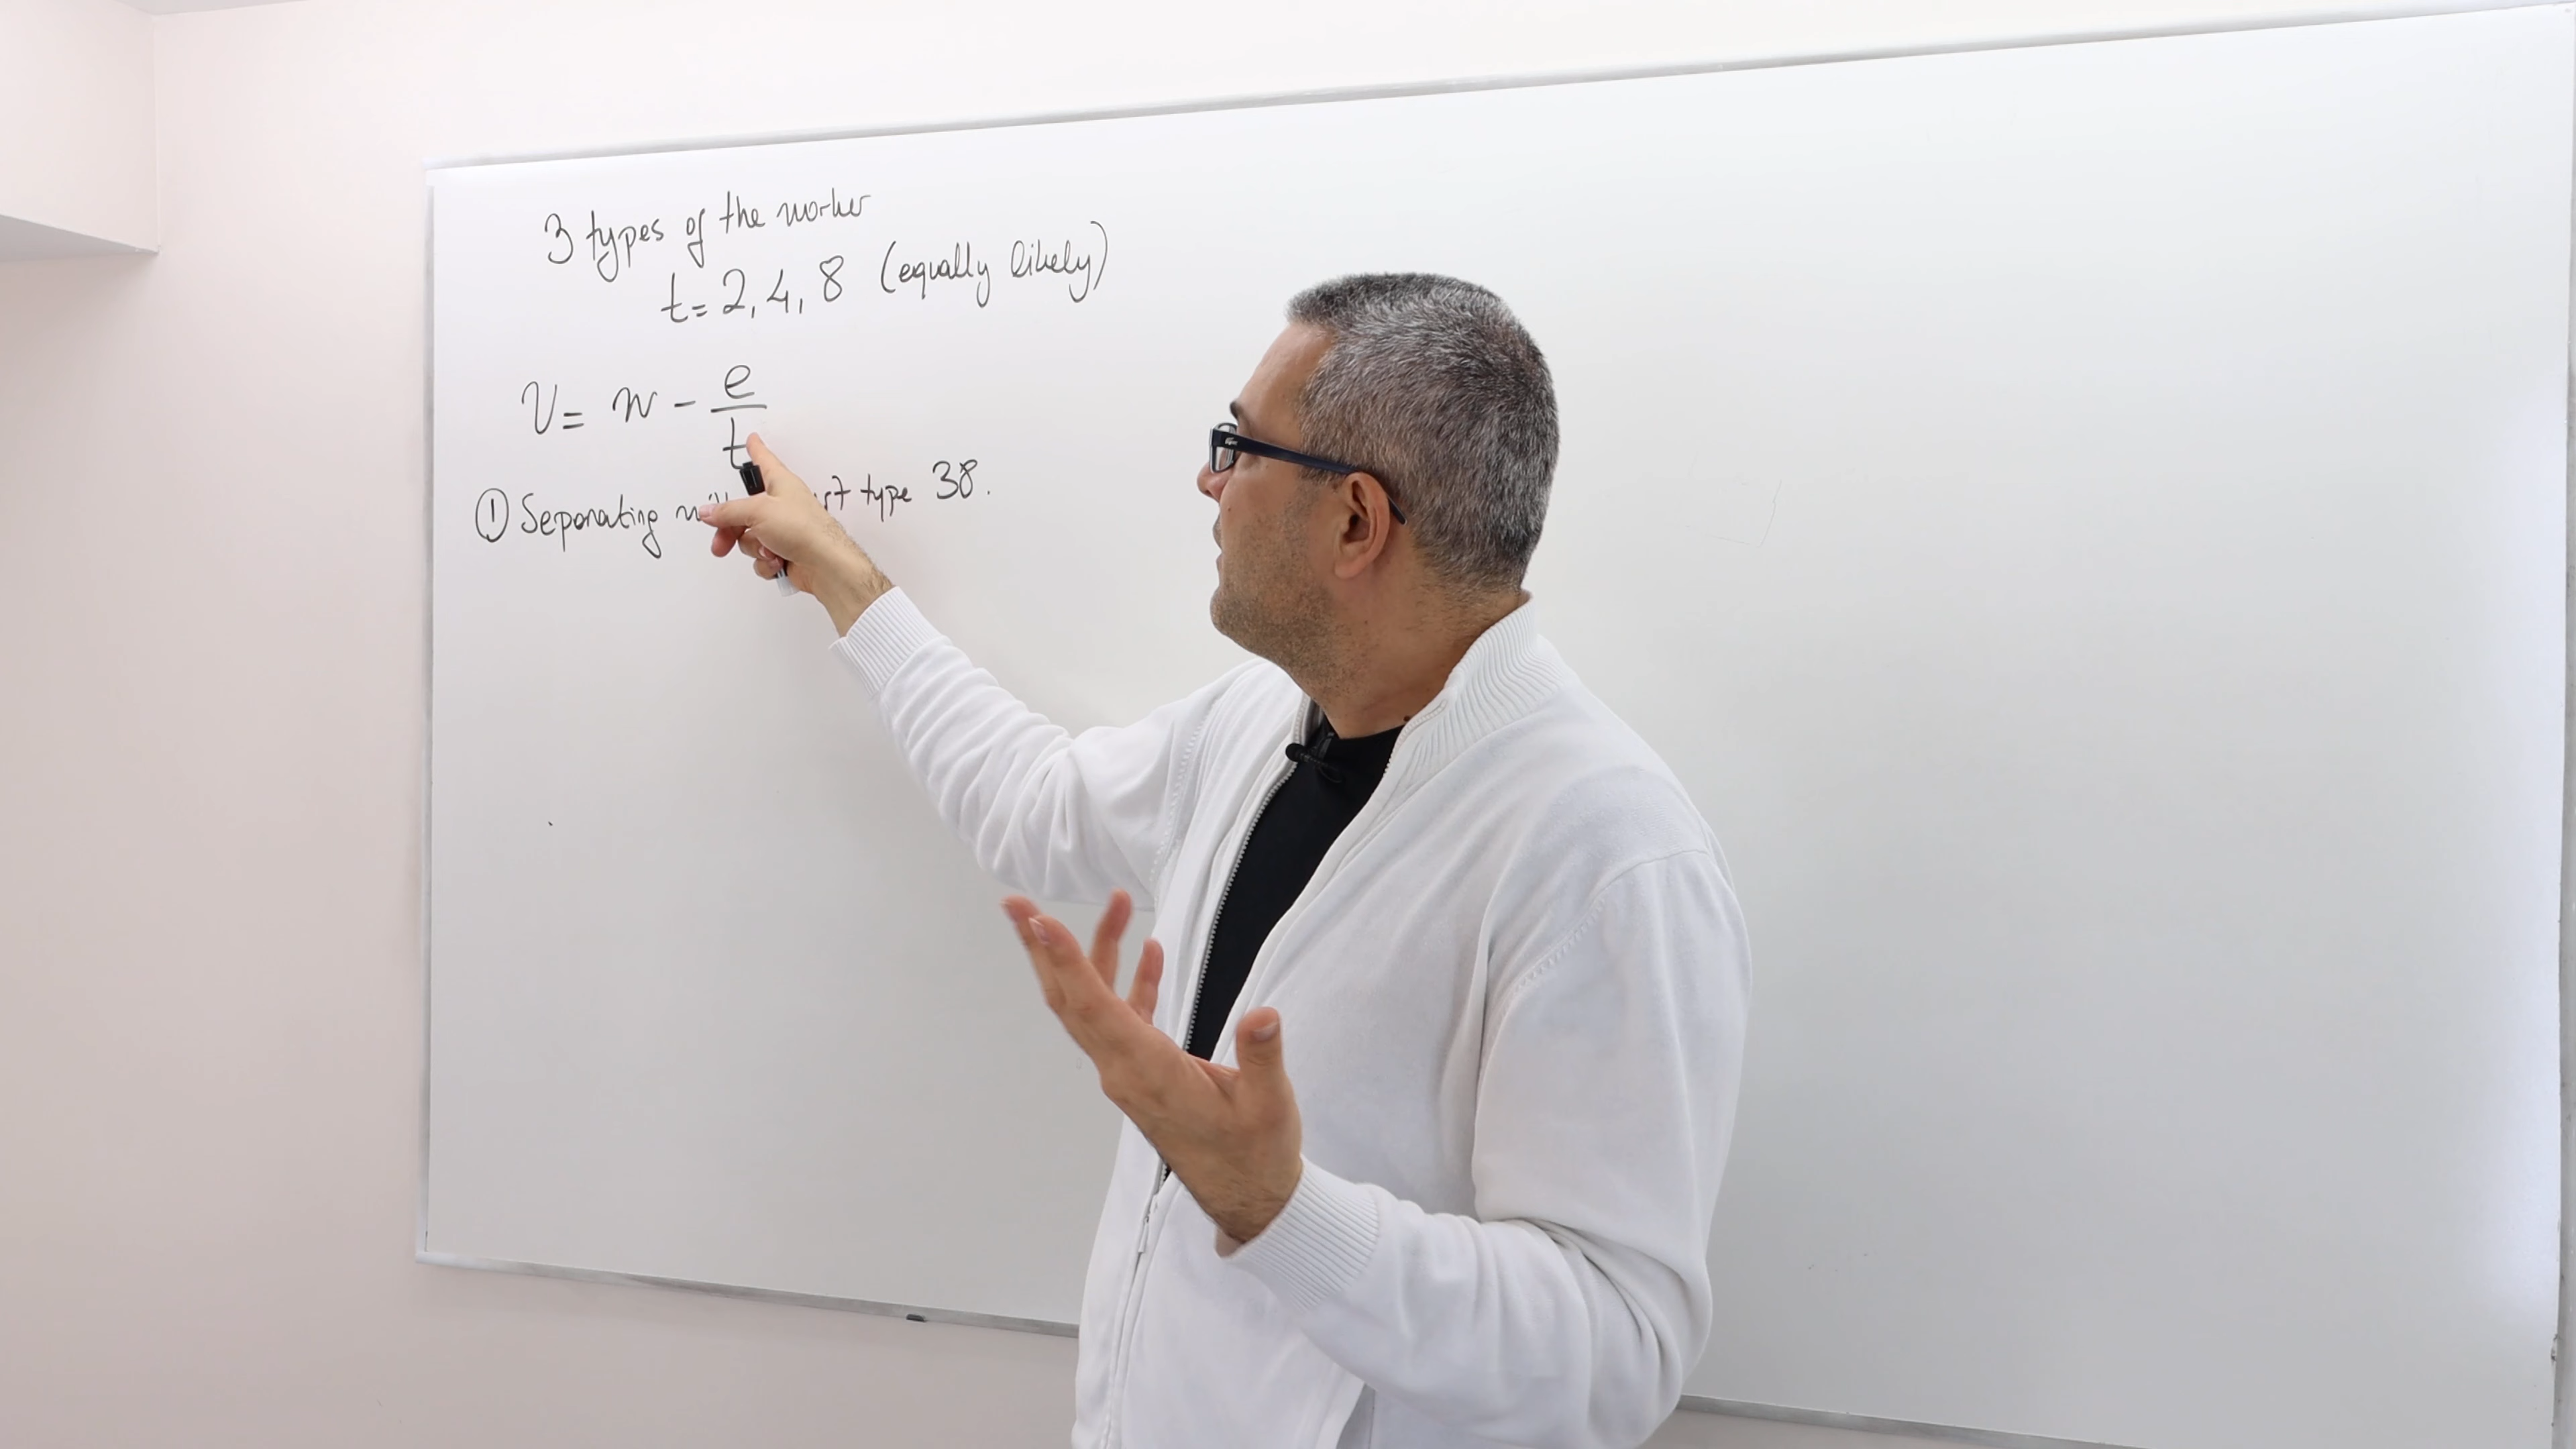 3 types of the worker
t = 2, 4, 8 (equally likely)
V = w - e/t
① Separating type 38.